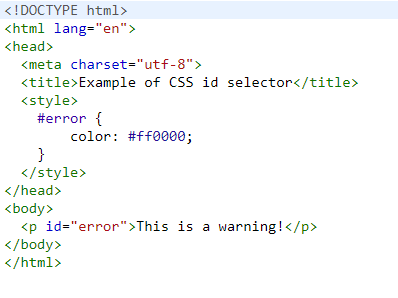 <!DOCTYPE html>
<html lang="en">
<head>
  <meta charset="utf-8">
  <title>Example of CSS id selector</title>
  <style>
    #error {
        color: #ff0000;
    }
  </style>
</head>
<body>
  <p id="error">This is a warning!</p>
</body>
</html>